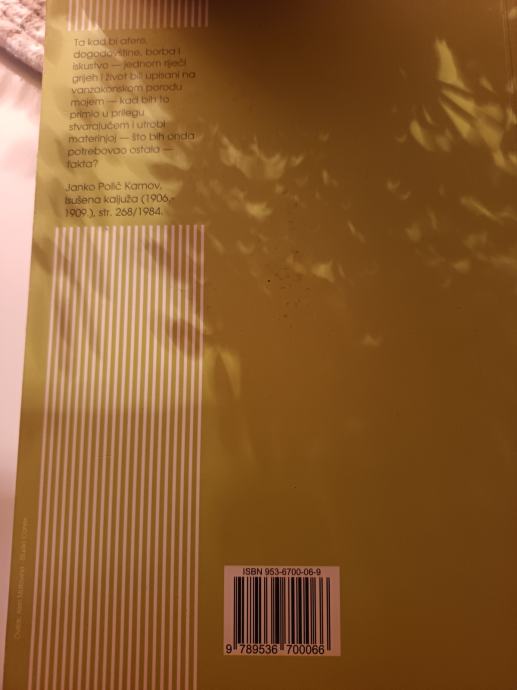 Ta kad bi afere,
dogodovštine, borba i
iskustvo — jednom riječi
grijeh i život bili upisani na
vanzakonskom porodu
mojem — kad bih to
primio u prilegu
stvarajućem i utrobi
materinjoj — što bih onda
potrebovao ostala —
fakta?
Janko Polić Kamov,
Isušena kaljuža (1906.-
1909.), str. 268/1984.
ISBN 953-6700-06-9
9 789536 700066